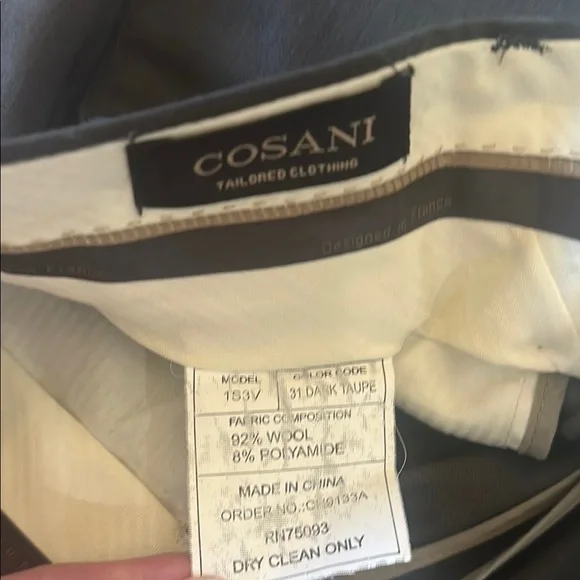 COSANI
TAILORED CLOTHING
Designed in France
MODEL COLOR CODE
1S3V 31 DARK TAUPE
FABRIC COMPOSITION
92% WOOL
8% POLYAMIDE
MADE IN CHINA
ORDER NO.:CH9133A
RN75093
DRY CLEAN ONLY